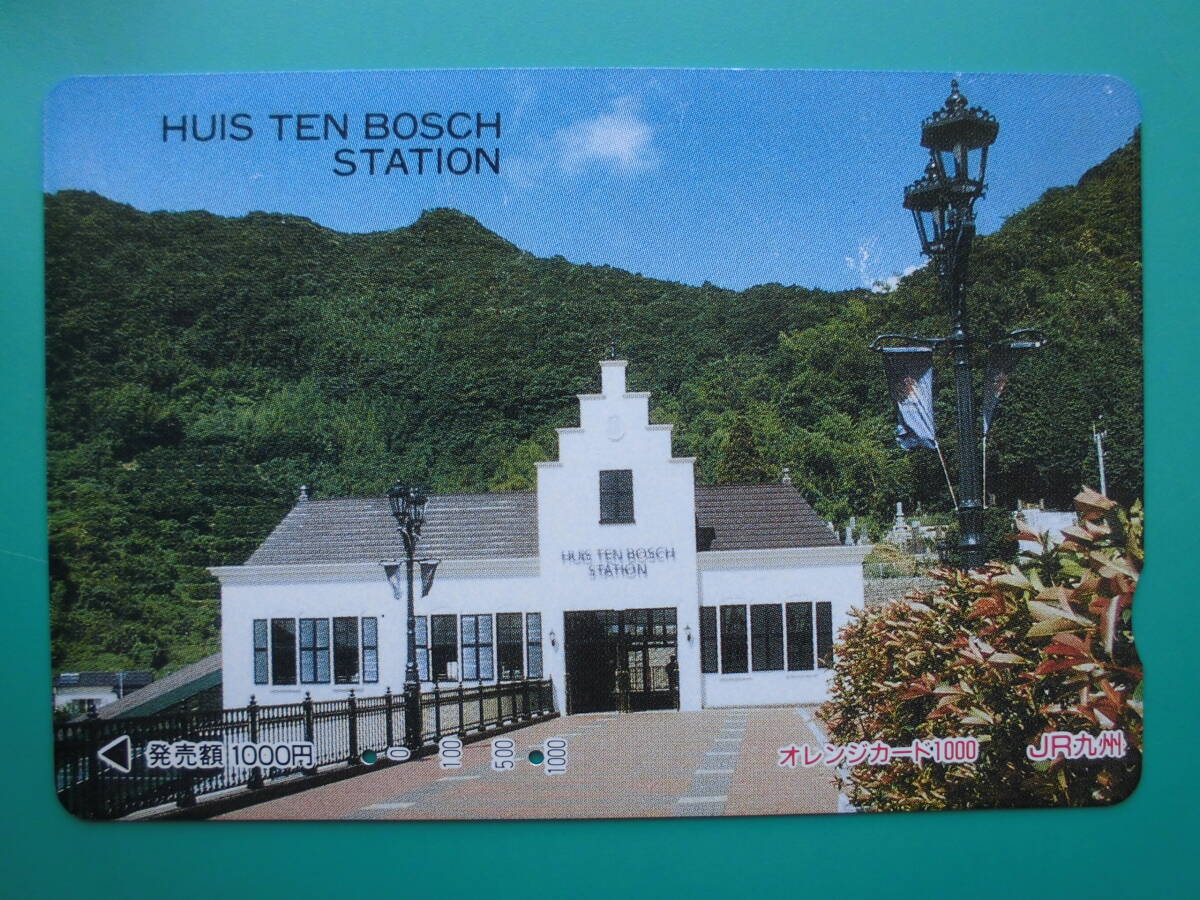 HUIS TEN BOSCH
STATION
HUIS TEN BOSCH
STATION
発売額 1000円
0
100
500
1000
オレンジカード1000
JR九州